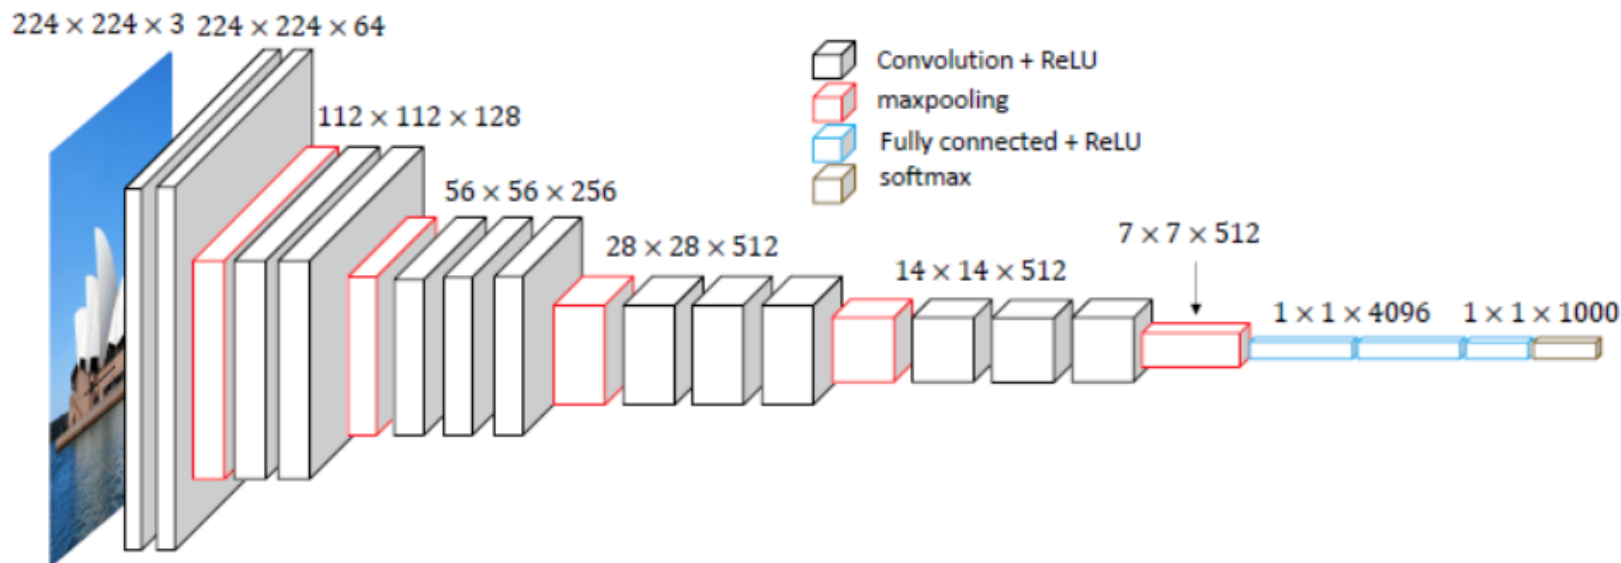 224 × 224 × 3
224 × 224 × 64
112 × 112 × 128
56 × 56 × 256
28 × 28 × 512
14 × 14 × 512
7 × 7 × 512
1 × 1 × 4096
1 × 1 × 1000
Convolution + ReLU
maxpooling
Fully connected + ReLU
softmax